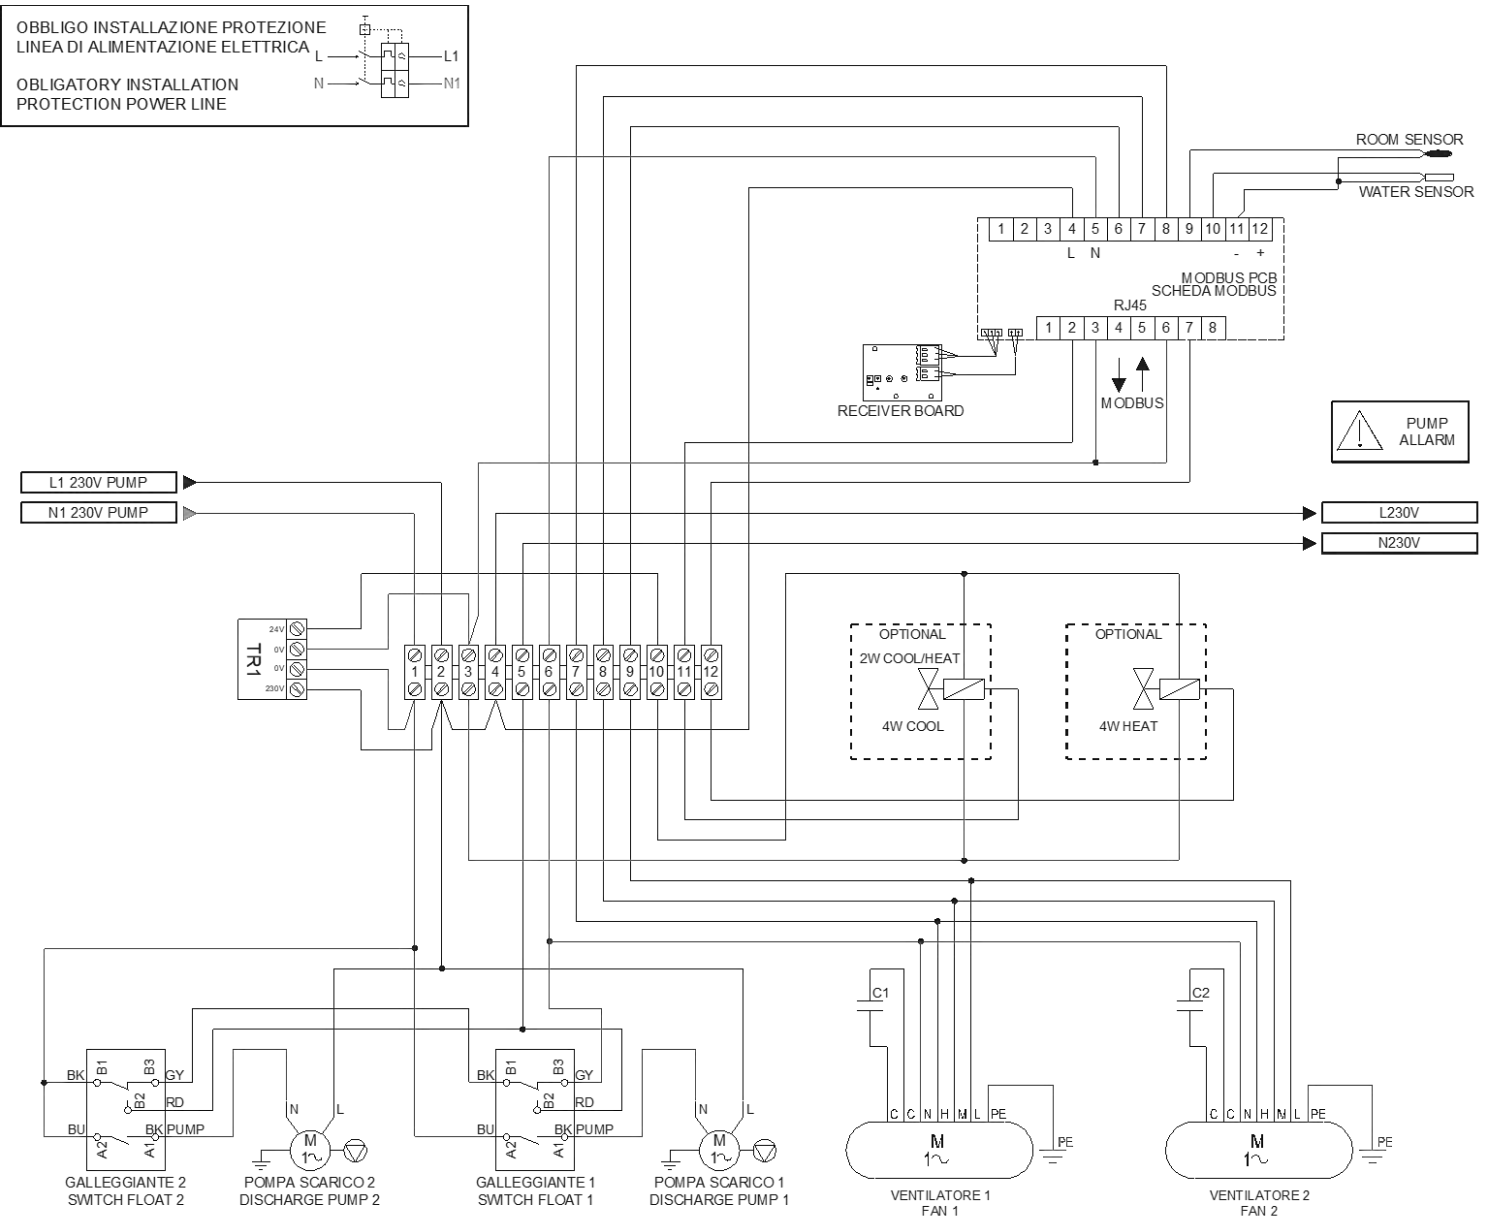 OBBLIGO INSTALLAZIONE PROTEZIONE
LINEA DI ALIMENTAZIONE ELETTRICA
L L1
OBLIGATORY INSTALLATION
PROTECTION POWER LINE
N N1
ROOM SENSOR
WATER SENSOR
1 2 3 4 5 6 7 8 9 10 11 12
L N - +
MODBUS PCB
SCHEDA MODBUS
RJ45
1 2 3 4 5 6 7 8
MODBUS
RECEIVER BOARD
PUMP
ALLARM
L1 230V PUMP
N1 230V PUMP
L230V
N230V
TR1
24V
0V
0V
230V
1 2 3 4 5 6 7 8 9 10 11 12
OPTIONAL
2W COOL/HEAT
4W COOL
OPTIONAL
4W HEAT
C1
C2
BK B1 B3 GY
B2 RD
BU A2 A1 BK PUMP
N L
M
1~
BK B1 B3 GY
B2 RD
BU A2 A1 BK PUMP
N L
M
1~
C C N H M L PE
M
1~
PE
C C N H M L PE
M
1~
PE
GALLEGGIANTE 2
SWITCH FLOAT 2
POMPA SCARICO 2
DISCHARGE PUMP 2
GALLEGGIANTE 1
SWITCH FLOAT 1
POMPA SCARICO 1
DISCHARGE PUMP 1
VENTILATORE 1
FAN 1
VENTILATORE 2
FAN 2